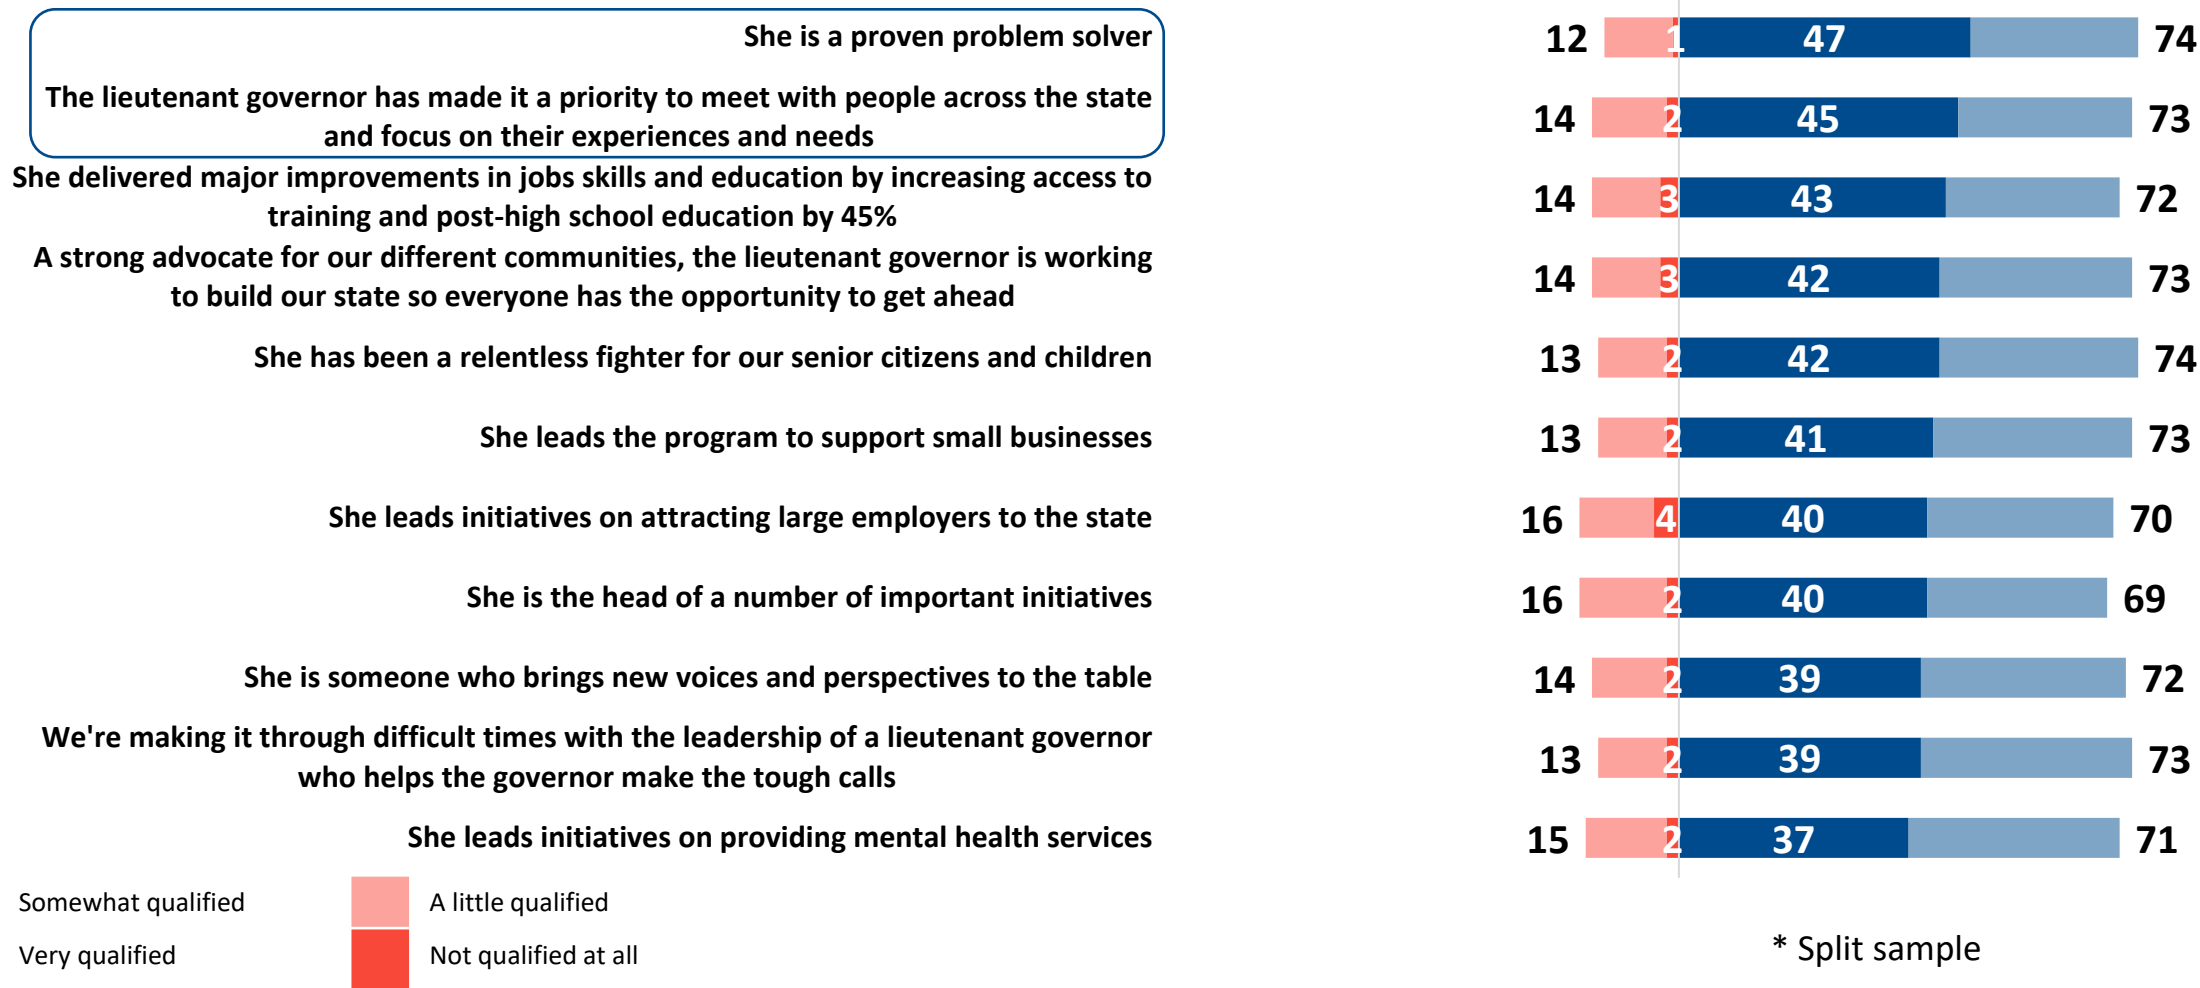 She is a proven problem solver
12 1 47 74
The lieutenant governor has made it a priority to meet with people across the state
and focus on their experiences and needs
14 2 45 73
She delivered major improvements in jobs skills and education by increasing access to
training and post-high school education by 45%
14 3 43 72
A strong advocate for our different communities, the lieutenant governor is working
to build our state so everyone has the opportunity to get ahead
14 3 42 73
She has been a relentless fighter for our senior citizens and children
13 2 42 74
She leads the program to support small businesses
13 2 41 73
She leads initiatives on attracting large employers to the state
16 4 40 70
She is the head of a number of important initiatives
16 2 40 69
She is someone who brings new voices and perspectives to the table
14 2 39 72
We're making it through difficult times with the leadership of a lieutenant governor
who helps the governor make the tough calls
13 2 39 73
She leads initiatives on providing mental health services
15 2 37 71
Somewhat qualified
A little qualified
Very qualified
Not qualified at all
* Split sample